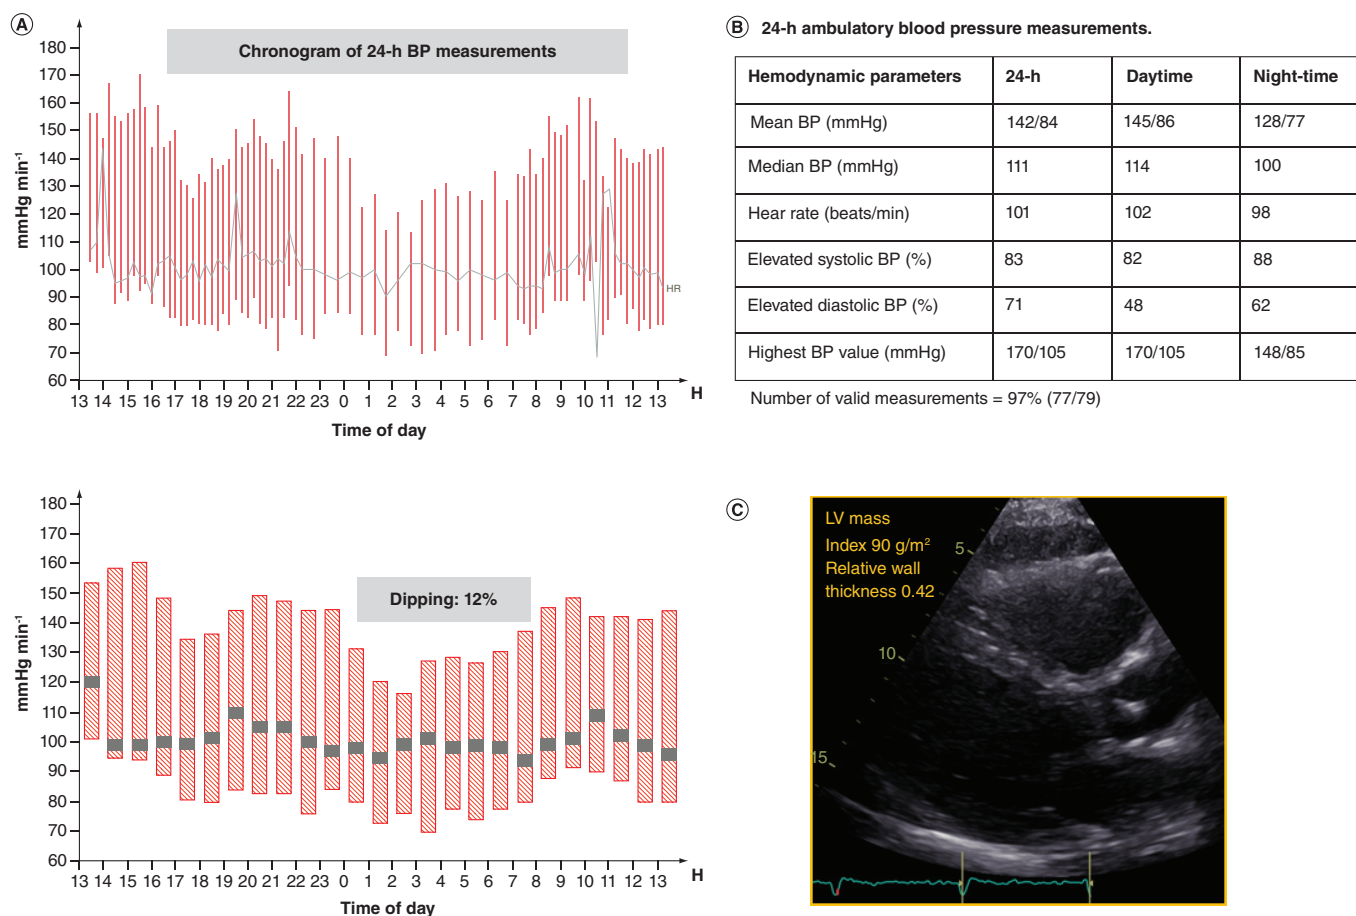 A
Chronogram of 24-h BP measurements
mmHg min-1
180
170
160
150
140
130
120
110
100
90
80
70
60
HR
13 14 15 16 17 18 19 20 21 22 23 0 1 2 3 4 5 6 7 8 9 10 11 12 13
H
Time of day
B 24-h ambulatory blood pressure measurements.
Hemodynamic parameters 24-h Daytime Night-time
Mean BP (mmHg) 142/84 145/86 128/77
Median BP (mmHg) 111 114 100
Hear rate (beats/min) 101 102 98
Elevated systolic BP (%) 83 82 88
Elevated diastolic BP (%) 71 48 62
Highest BP value (mmHg) 170/105 170/105 148/85
Number of valid measurements = 97% (77/79)
Dipping: 12%
mmHg min-1
180
170
160
150
140
130
120
110
100
90
80
70
60
13 14 15 16 17 18 19 20 21 22 23 0 1 2 3 4 5 6 7 8 9 10 11 12 13
H
Time of day
C
LV mass
Index 90 g/m2
Relative wall
thickness 0.42
5
10
15